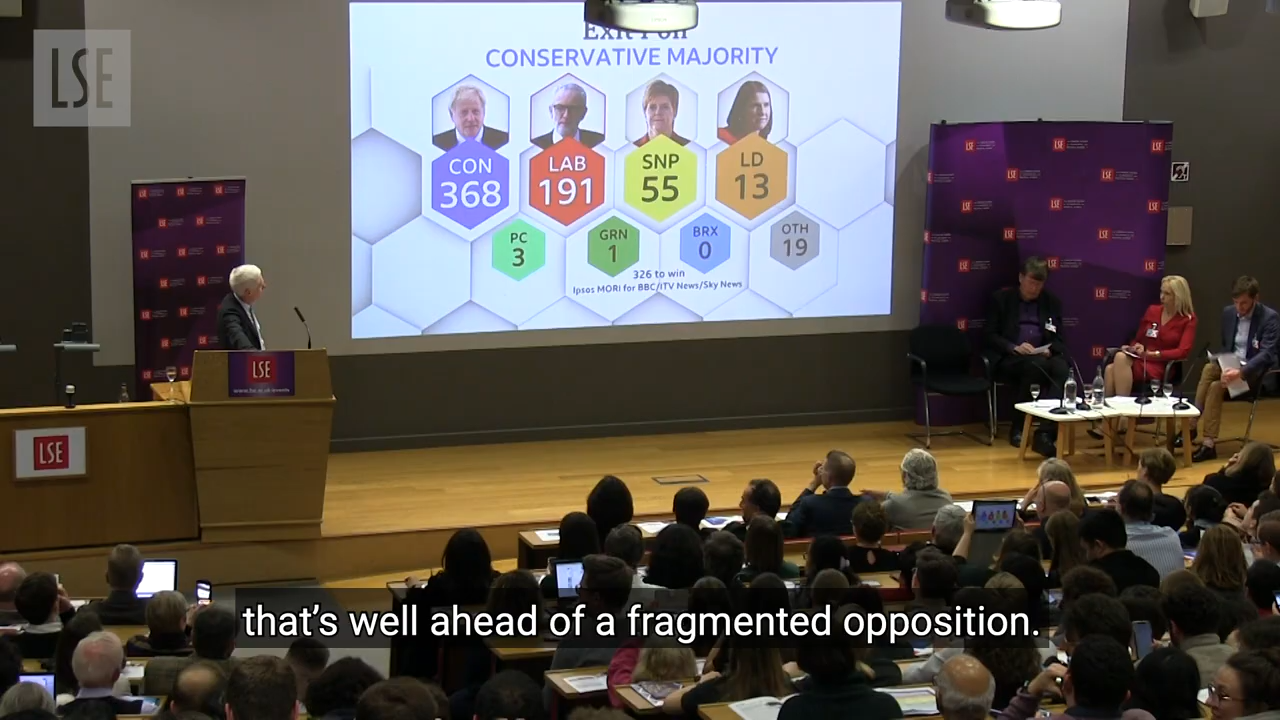 LSE
Exit Poll
CONSERVATIVE MAJORITY
CON
368
LAB
191
SNP
55
LD
13
PC
3
GRN
1
BRX
0
OTH
19
326 to win
Ipsos MORI for BBC/ITV News/Sky News
LSE
LSE
that's well ahead of a fragmented opposition.